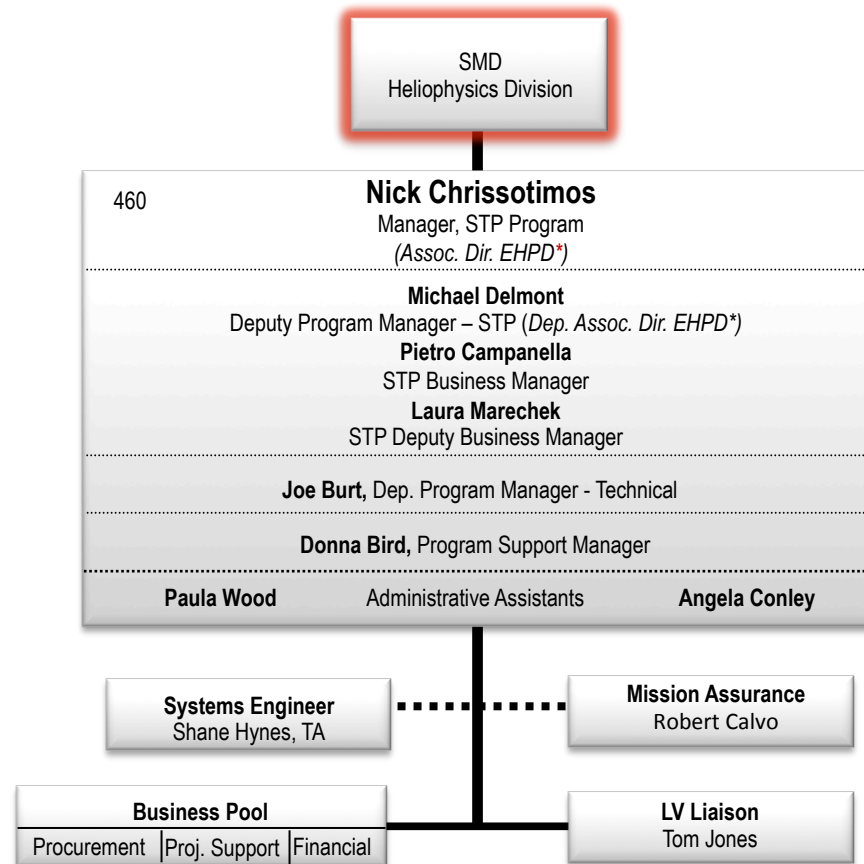 SMD
Heliophysics Division
460
Nick Chrissotimos
Manager, STP Program
(Assoc. Dir. EHPD*)
Michael Delmont
Deputy Program Manager – STP (Dep. Assoc. Dir. EHPD*)
Pietro Campanella
STP Business Manager
Laura Marechek
STP Deputy Business Manager
Joe Burt, Dep. Program Manager - Technical
Donna Bird, Program Support Manager
Paula Wood Administrative Assistants Angela Conley
Systems Engineer
Shane Hynes, TA
Mission Assurance
Robert Calvo
Business Pool
Procurement Proj. Support Financial
LV Liaison
Tom Jones